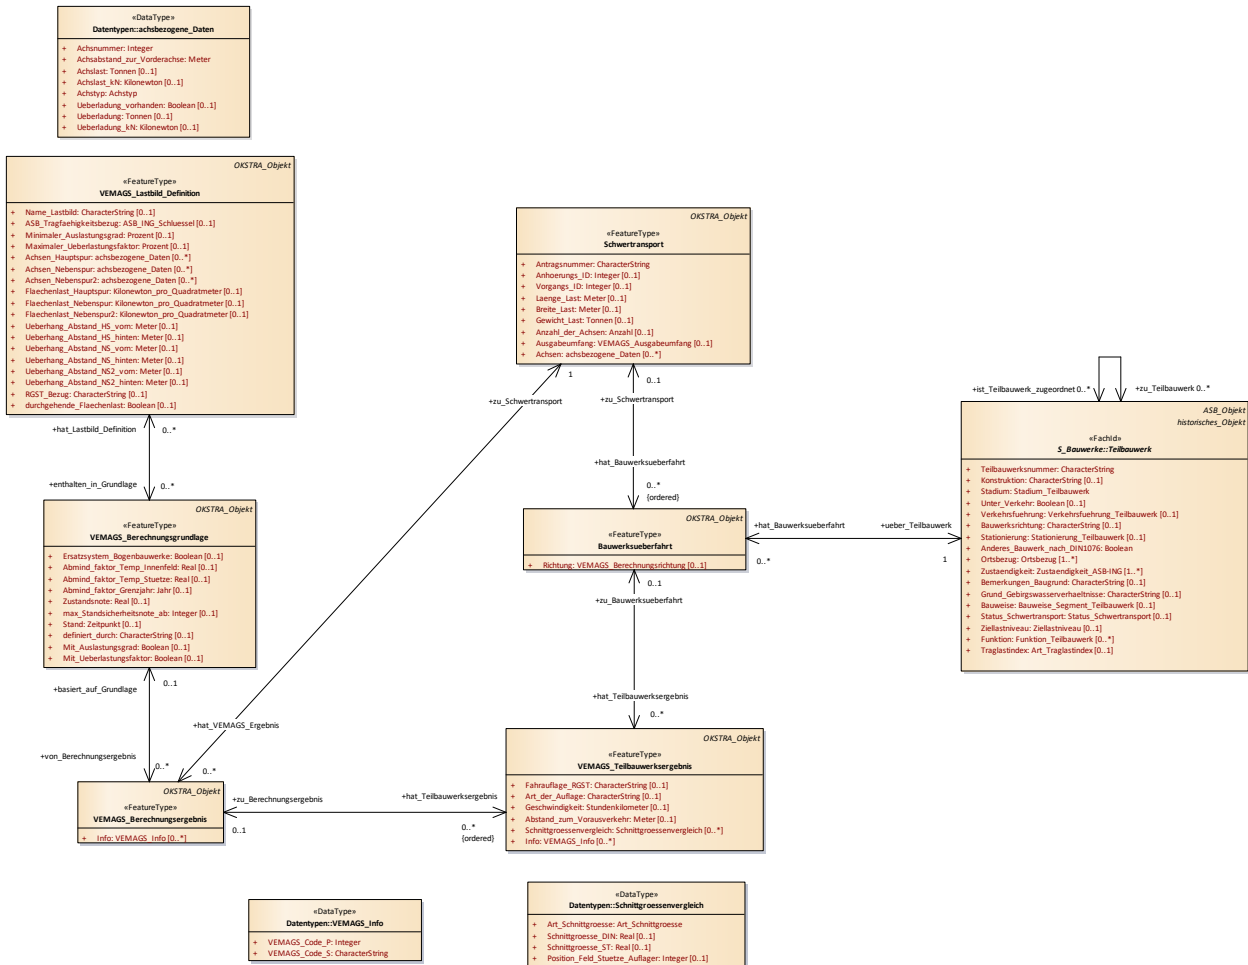 «DataType»
Datentypen::achsbezogene_Daten
+ Achsnummer: Integer
+ Achsabstand_zur_Vorderachse: Meter
+ Achslast: Tonnen [0..1]
+ Achslast_kN: Kilonewton [0..1]
+ Achstyp: Achstyp
+ Ueberladung_vorhanden: Boolean [0..1]
+ Ueberladung: Tonnen [0..1]
+ Ueberladung_kN: Kilonewton [0..1]
OKSTRA_Objekt
«FeatureType»
VEMAGS_Lastbild_Definition
+ Name_Lastbild: CharacterString [0..1]
+ ASB_Tragfaehigkeitsbezug: ASB_ING_Schluessel [0..1]
+ Minimaler_Auslastungsgrad: Prozent [0..1]
+ Maximaler_Ueberlastungsfaktor: Prozent [0..1]
+ Achsen_Hauptspur: achsbezogene_Daten [0..*]
+ Achsen_Nebenspur: achsbezogene_Daten [0..*]
+ Achsen_Nebenspur2: achsbezogene_Daten [0..*]
+ Flaechenlast_Hauptspur: Kilonewton_pro_Quadratmeter [0..1]
+ Flaechenlast_Nebenspur: Kilonewton_pro_Quadratmeter [0..1]
+ Flaechenlast_Nebenspur2: Kilonewton_pro_Quadratmeter [0..1]
+ Ueberhang_Abstand_HS_vorn: Meter [0..1]
+ Ueberhang_Abstand_HS_hinten: Meter [0..1]
+ Ueberhang_Abstand_NS_vorn: Meter [0..1]
+ Ueberhang_Abstand_NS_hinten: Meter [0..1]
+ Ueberhang_Abstand_NS2_vorn: Meter [0..1]
+ Ueberhang_Abstand_NS2_hinten: Meter [0..1]
+ RGST_Bezug: CharacterString [0..1]
+ durchgehende_Flaechenlast: Boolean [0..1]
OKSTRA_Objekt
«FeatureType»
Schwertransport
+ Antragsnummer: CharacterString
+ Anhoerungs_ID: Integer [0..1]
+ Vorgangs_ID: Integer [0..1]
+ Laenge_Last: Meter [0..1]
+ Breite_Last: Meter [0..1]
+ Gewicht_Last: Tonnen [0..1]
+ Anzahl_der_Achsen: Anzahl [0..1]
+ Ausgabeumfang: VEMAGS_Ausgabeumfang [0..1]
+ Achsen: achsbezogene_Daten [0..*]
1
+zu_Schwertransport
0..1
+zu_Schwertransport
+hat_Bauwerksueberfahrt
0..*
{ordered}
+ist_Teilbauwerk_zugeordnet 0..*
+zu_Teilbauwerk 0..*
ASB_Objekt
historisches_Objekt
«FachId»
S_Bauwerke::Teilbauwerk
+ Teilbauwerksnummer: CharacterString
+ Konstruktion: CharacterString [0..1]
+ Stadium: Stadium_Teilbauwerk
+ Unter_Verkehr: Boolean [0..1]
+ Verkehrsfuehrung: Verkehrsfuehrung_Teilbauwerk [0..1]
+ Bauwerksrichtung: CharacterString [0..1]
+ Stationierung: Stationierung_Teilbauwerk [0..1]
+ Anderes_Bauwerk_nach_DIN1076: Boolean
+ Ortsbezug: Ortsbezug [1..*]
+ Zustaendigkeit: Zustaendigkeit_ASB-ING [1..*]
+ Bemerkungen_Baugrund: CharacterString [0..1]
+ Grund_Gebirgswasserverhaeltnisse: CharacterString [0..1]
+ Bauweise: Bauweise_Segment_Teilbauwerk [0..1]
+ Status_Schwertransport: Status_Schwertransport [0..1]
+ Ziellastniveau: Ziellastniveau [0..1]
+ Funktion: Funktion_Teilbauwerk [0..*]
+ Traglastindex: Art_Traglastindex [0..1]
+hat_Lastbild_Definition
0..*
+enthalten_in_Grundlage
0..*
OKSTRA_Objekt
«FeatureType»
VEMAGS_Berechnungsgrundlage
+ Ersatzsystem_Bogenbauwerke: Boolean [0..1]
+ Abmind_faktor_Temp_Innenfeld: Real [0..1]
+ Abmind_faktor_Temp_Stuetze: Real [0..1]
+ Abmind_faktor_Grenzjahr: Jahr [0..1]
+ Zustandsnote: Real [0..1]
+ max_Standsicherheitsnote_ab: Integer [0..1]
+ Stand: Zeitpunkt [0..1]
+ definiert_durch: CharacterString [0..1]
+ Mit_Auslastungsgrad: Boolean [0..1]
+ Mit_Ueberlastungsfaktor: Boolean [0..1]
OKSTRA_Objekt
«FeatureType»
Bauwerksueberfahrt
+ Richtung: VEMAGS_Berechnungsrichtung [0..1]
+hat_Bauwerksueberfahrt
0..*
+ueber_Teilbauwerk
1
0..1
+zu_Bauwerksueberfahrt
+hat_Teilbauwerksergebnis
0..*
0..1
+basiert_auf_Grundlage
+von_Berechnungsergebnis
0..*
+hat_VEMAGS_Ergebnis
0..*
OKSTRA_Objekt
«FeatureType»
VEMAGS_Berechnungsergebnis
+ Info: VEMAGS_Info [0..*]
+zu_Berechnungsergebnis
0..1
+hat_Teilbauwerksergebnis
0..*
{ordered}
OKSTRA_Objekt
«FeatureType»
VEMAGS_Teilbauwerksergebnis
+ Fahrauflage_RGST: CharacterString [0..1]
+ Art_der_Auflage: CharacterString [0..1]
+ Geschwindigkeit: Stundenkilometer [0..1]
+ Abstand_zum_Vorausverkehr: Meter [0..1]
+ Schnittgroessenvergleich: Schnittgroessenvergleich [0..*]
+ Info: VEMAGS_Info [0..*]
«DataType»
Datentypen::VEMAGS_Info
+ VEMAGS_Code_P: Integer
+ VEMAGS_Code_S: CharacterString
«DataType»
Datentypen::Schnittgroessenvergleich
+ Art_Schnittgroesse: Art_Schnittgroesse
+ Schnittgroesse_DIN: Real [0..1]
+ Schnittgroesse_ST: Real [0..1]
+ Position_Feld_Stuetze_Auflager: Integer [0..1]